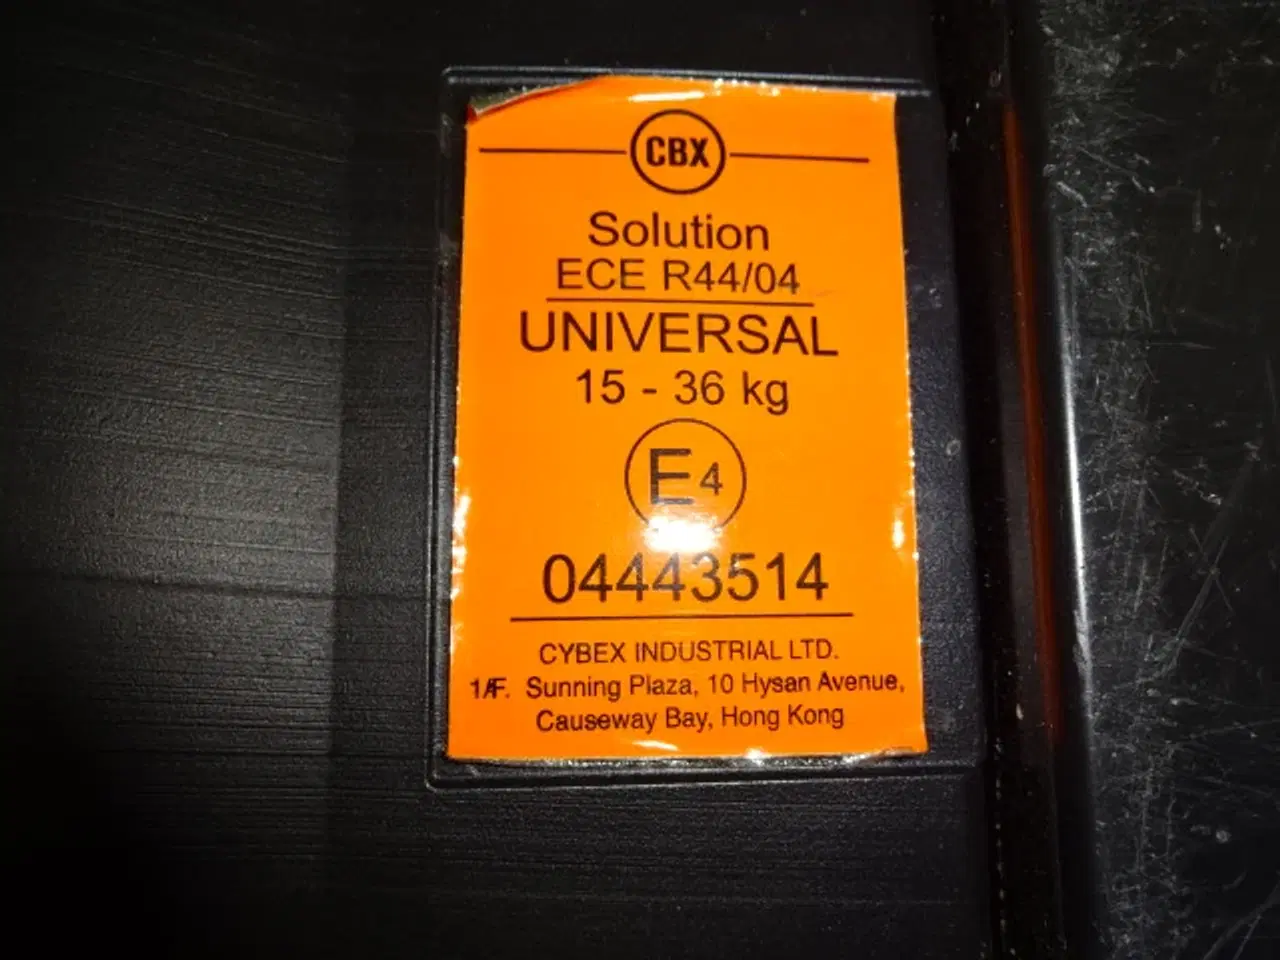 CBX
Solution
ECE R44/04
UNIVERSAL
15 - 36 kg
E4
04443514
CYBEX INDUSTRIAL LTD.
1/F. Sunning Plaza, 10 Hysan Avenue,
Causeway Bay, Hong Kong